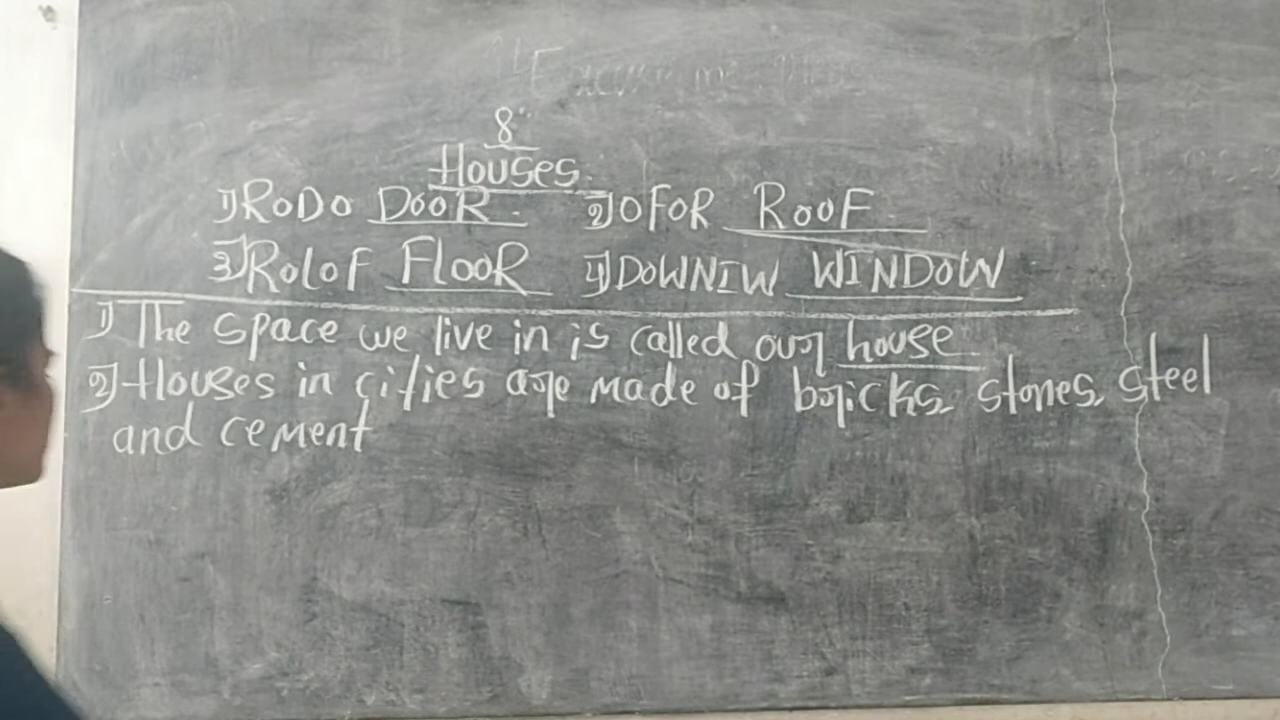 8
Houses.
1) RODO DOOR. 2) OFOR ROOF
3) ROLOF FLOOR 4) DOWNIW WINDOW
1) The space we live in is called our house.
2) Houses in cities are made of bricks, stones, steel
and cement